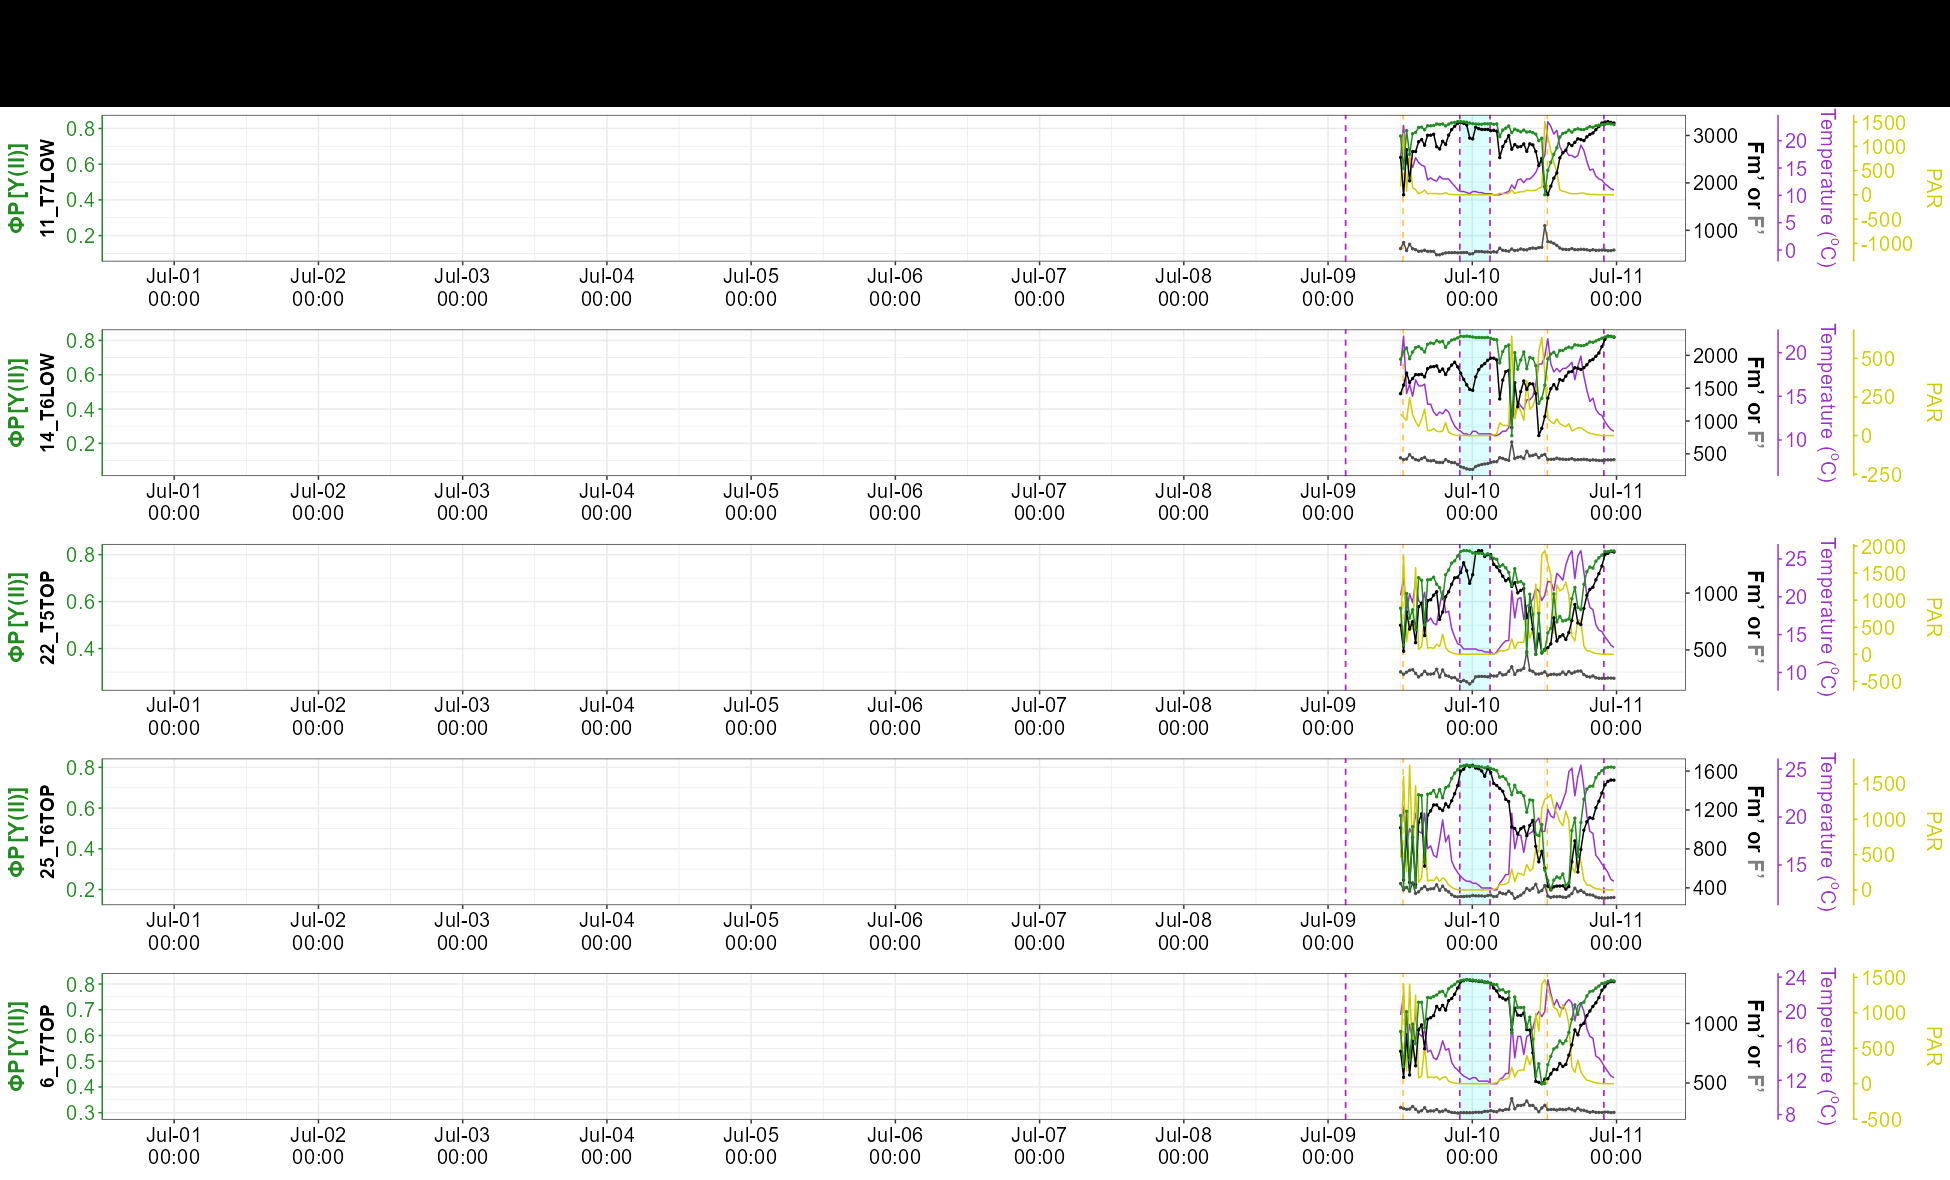 ΦP [Y(II)]
11_T7LOW
0.8
0.6
0.4
0.2
3000
2000
1000
Fm' or F'
20
15
10
5
0
Temperature (°C)
1500
1000
500
0
-500
-1000
PAR
Jul-01 Jul-02 Jul-03 Jul-04 Jul-05 Jul-06 Jul-07 Jul-08 Jul-09 Jul-10 Jul-11
00:00 00:00 00:00 00:00 00:00 00:00 00:00 00:00 00:00 00:00 00:00
ΦP [Y(II)]
14_T6LOW
0.8
0.6
0.4
0.2
2000
1500
1000
500
Fm' or F'
20
15
10
Temperature (°C)
500
250
0
-250
PAR
Jul-01 Jul-02 Jul-03 Jul-04 Jul-05 Jul-06 Jul-07 Jul-08 Jul-09 Jul-10 Jul-11
00:00 00:00 00:00 00:00 00:00 00:00 00:00 00:00 00:00 00:00 00:00
ΦP [Y(II)]
22_T5TOP
0.8
0.6
0.4
1000
500
Fm' or F'
25
20
15
10
Temperature (°C)
2000
1500
1000
500
0
-500
PAR
Jul-01 Jul-02 Jul-03 Jul-04 Jul-05 Jul-06 Jul-07 Jul-08 Jul-09 Jul-10 Jul-11
00:00 00:00 00:00 00:00 00:00 00:00 00:00 00:00 00:00 00:00 00:00
ΦP [Y(II)]
25_T6TOP
0.8
0.6
0.4
0.2
1600
1200
800
400
Fm' or F'
25
20
15
Temperature (°C)
1500
1000
500
0
PAR
Jul-01 Jul-02 Jul-03 Jul-04 Jul-05 Jul-06 Jul-07 Jul-08 Jul-09 Jul-10 Jul-11
00:00 00:00 00:00 00:00 00:00 00:00 00:00 00:00 00:00 00:00 00:00
ΦP [Y(II)]
6_T7TOP
0.8
0.7
0.6
0.5
0.4
0.3
1000
500
Fm' or F'
24
20
16
12
8
Temperature (°C)
1500
1000
500
0
-500
PAR
Jul-01 Jul-02 Jul-03 Jul-04 Jul-05 Jul-06 Jul-07 Jul-08 Jul-09 Jul-10 Jul-11
00:00 00:00 00:00 00:00 00:00 00:00 00:00 00:00 00:00 00:00 00:00